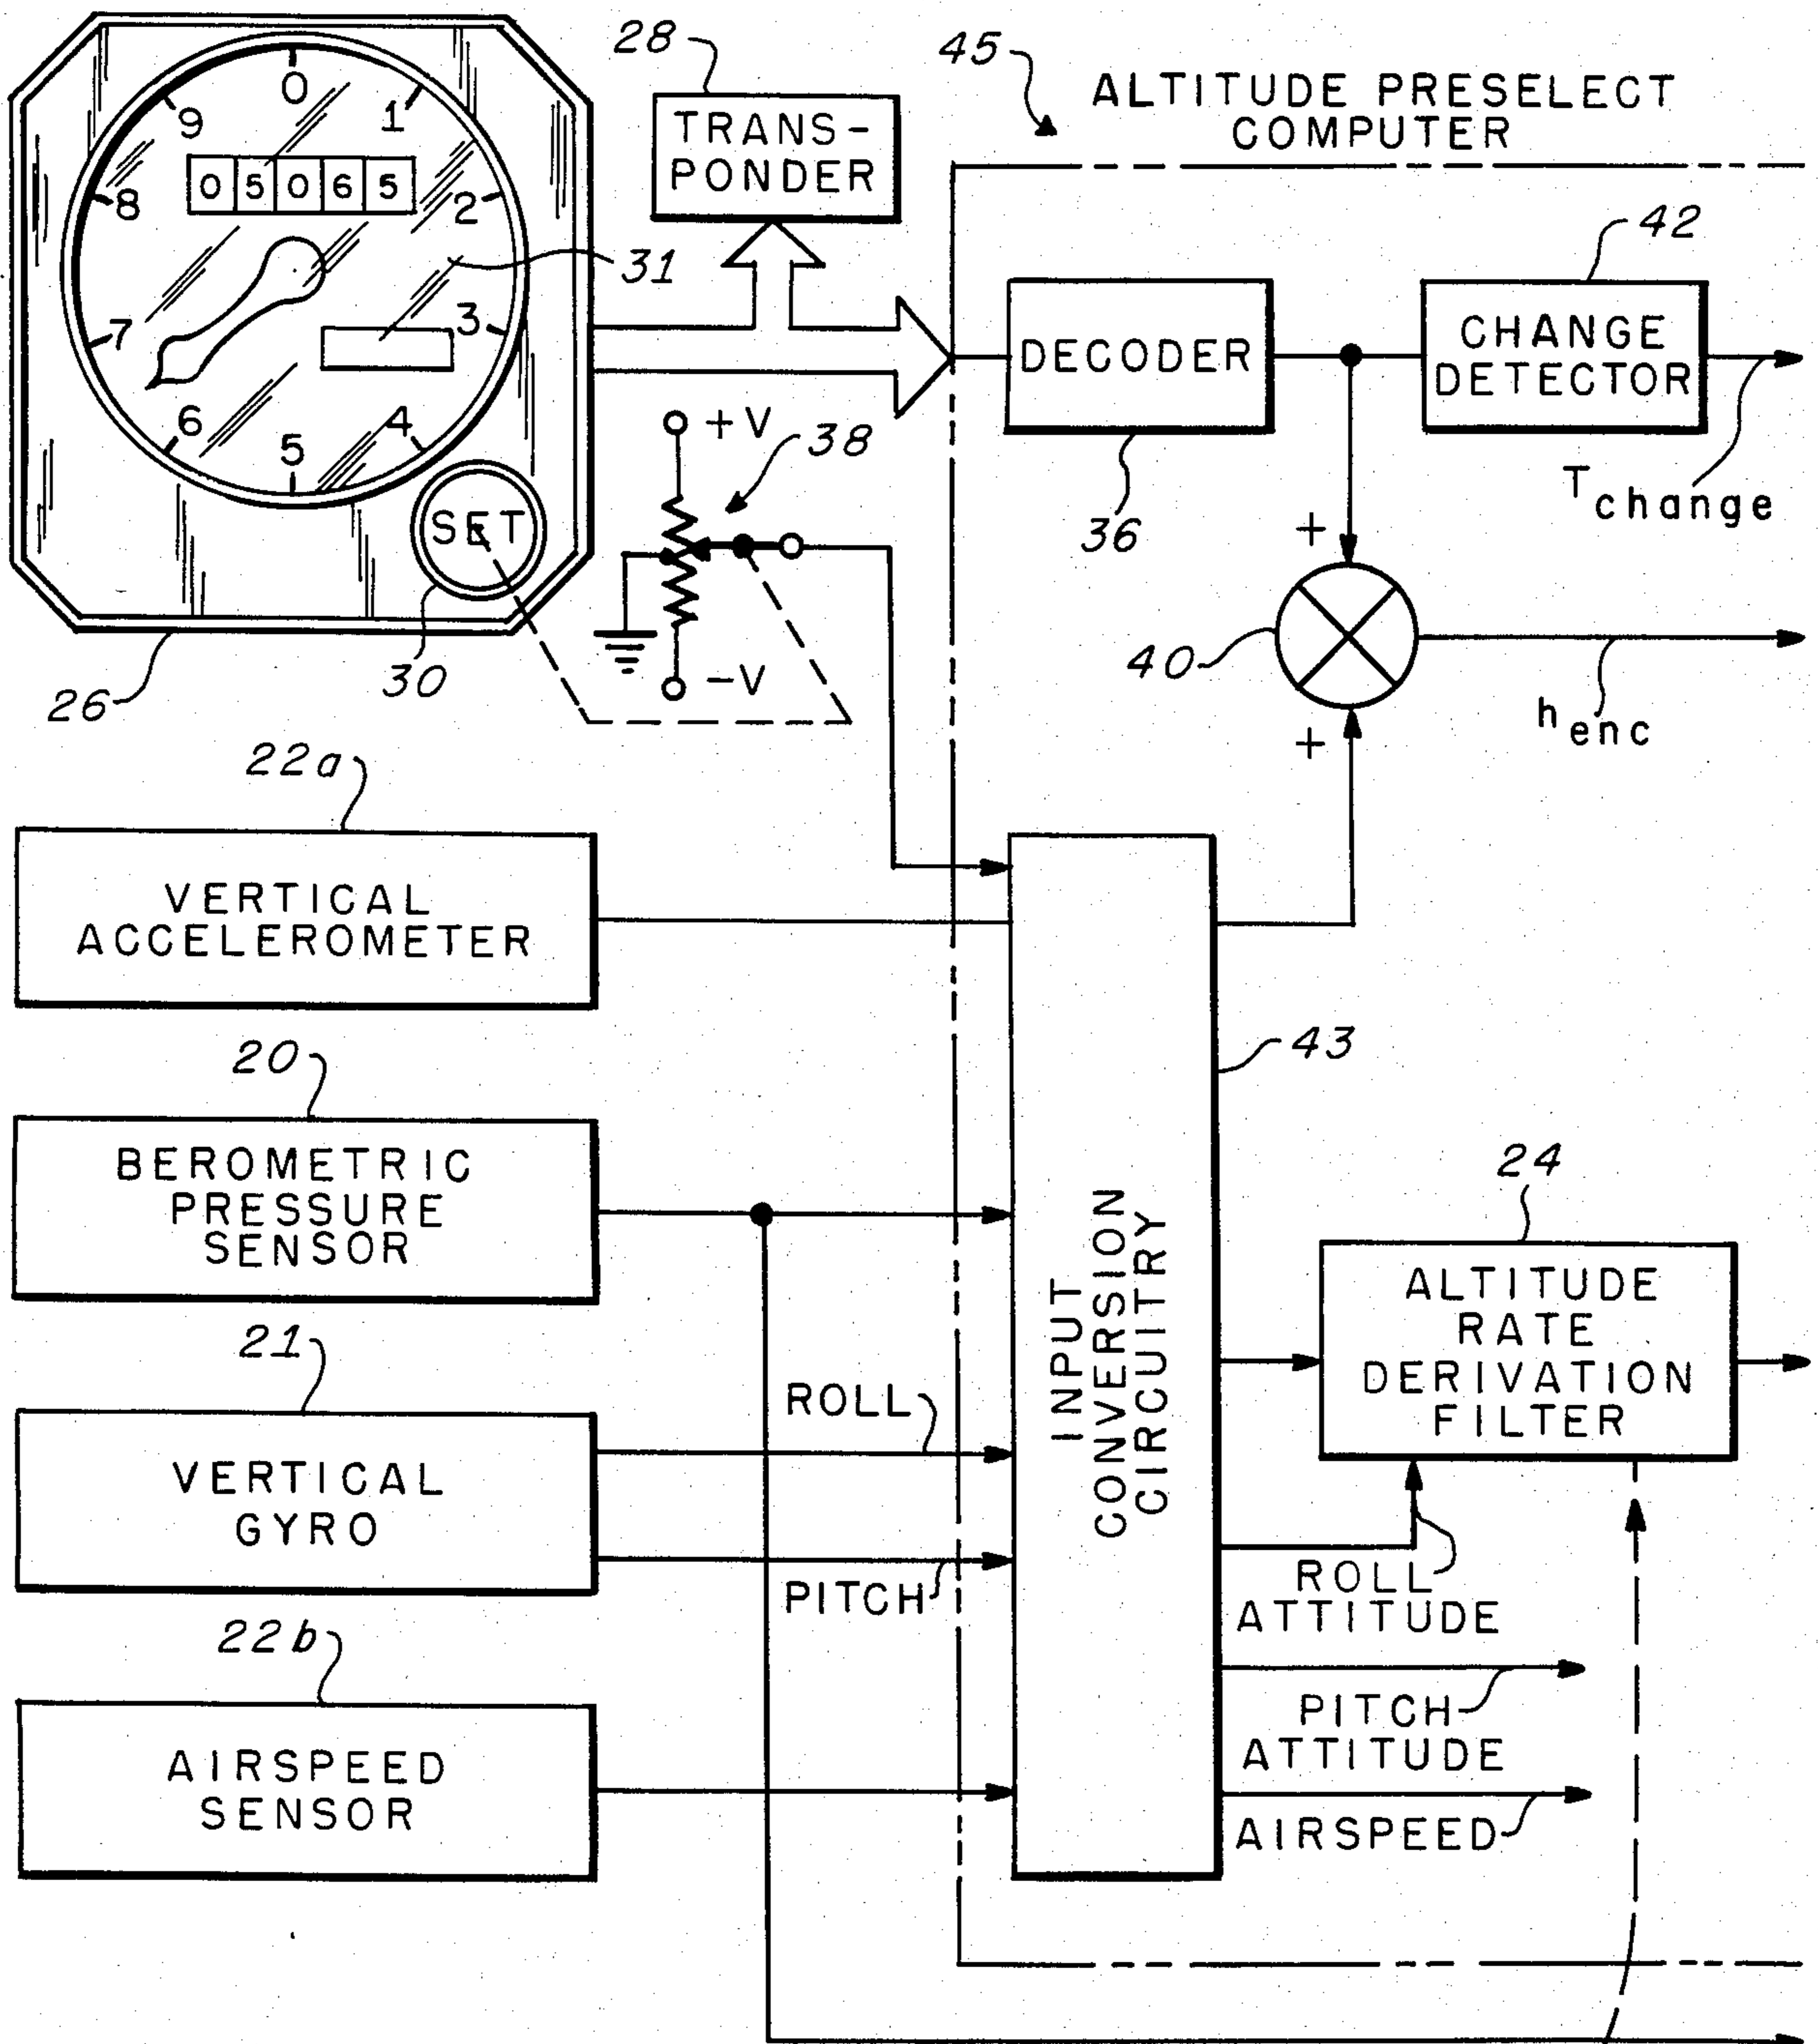 28
45
ALTITUDE PRESELECT
COMPUTER
TRANS-
PONDER
0
1
2
3
4
5
6
7
8
9
0 5 0 6 5
31
42
DECODER
CHANGE
DETECTOR
36
Tchange
+V
38
-V
SET
30
26
+
40
+
henc
22a
VERTICAL
ACCELEROMETER
43
20
BEROMETRIC
PRESSURE
SENSOR
INPUT
CONVERSION
CIRCUITRY
24
ALTITUDE
RATE
DERIVATION
FILTER
21
VERTICAL
GYRO
ROLL
PITCH
ROLL
ATTITUDE
PITCH
ATTITUDE
AIRSPEED
22b
AIRSPEED
SENSOR